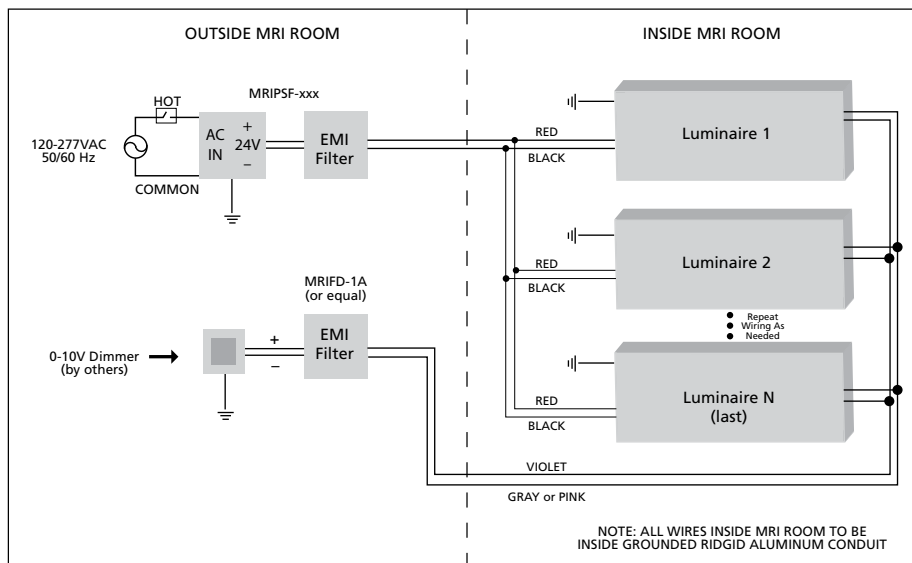 OUTSIDE MRI ROOM
INSIDE MRI ROOM
MRIPSF-xxx
HOT
120-277VAC
50/60 Hz
AC
IN
+
24V
–
EMI
Filter
COMMON
RED
BLACK
Luminaire 1
RED
BLACK
Luminaire 2
Repeat
Wiring As
Needed
MRIFD-1A
(or equal)
0-10V Dimmer
(by others)
+
–
EMI
Filter
RED
BLACK
Luminaire N
(last)
VIOLET
GRAY or PINK
NOTE: ALL WIRES INSIDE MRI ROOM TO BE
INSIDE GROUNDED RIDGID ALUMINUM CONDUIT